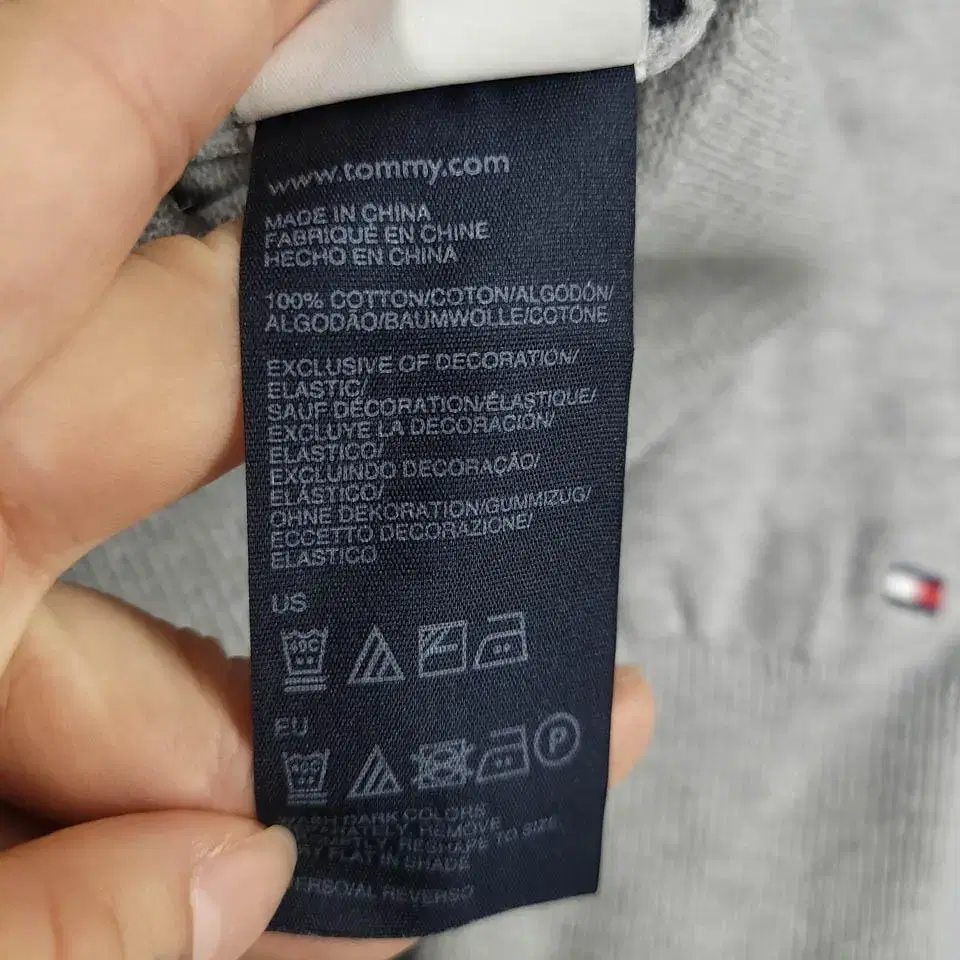 www.tommy.com
MADE IN CHINA
FABRIQUÉ EN CHINE
HECHO EN CHINA
100% COTTON/COTON/ALGODÓN/
ALGODÃO/BAUMWOLLE/COTONE
EXCLUSIVE OF DECORATION/
ELASTIC/
SAUF DÉCORATION/ÉLASTIQUE/
EXCLUYE LA DECORACIÓN/
ELÁSTICO/
EXCLUINDO DECORAÇÃO/
ELÁSTICO/
OHNE DEKORATION/GUMMIZUG/
ECCETTO DECORAZIONE/
ELASTICO
US
EU
P
WASH DARK COLORS
REMOVE
RESHAPE TO SIZE,
FLAT IN SHADE
AL REVERSO